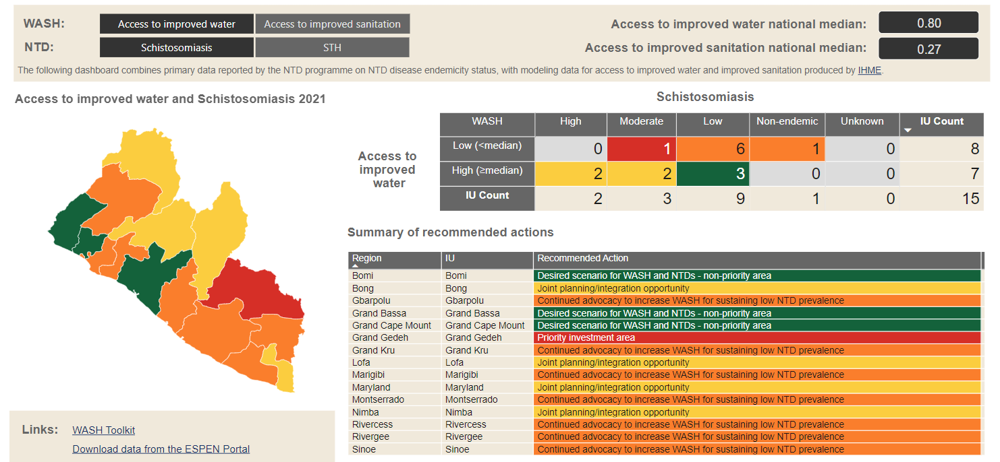 WASH: Access to improved water Access to improved sanitation
Access to improved water national median: 0.80
NTD: Schistosomiasis STH
Access to improved sanitation national median: 0.27
The following dashboard combines primary data reported by the NTD programme on NTD disease endemicity status, with modeling data for access to improved water and improved sanitation produced by IHME.
Access to improved water and Schistosomiasis 2021
Schistosomiasis
Access to
improved
water
WASH High Moderate Low Non-endemic Unknown IU Count
Low (<median) 0 1 6 1 0 8
High (≥median) 2 2 3 0 0 7
IU Count 2 3 9 1 0 15
Summary of recommended actions
Region IU Recommended Action
Bomi Bomi Desired scenario for WASH and NTDs - non-priority area
Bong Bong Joint planning/integration opportunity
Gbarpolu Gbarpolu Continued advocacy to increase WASH for sustaining low NTD prevalence
Grand Bassa Grand Bassa Desired scenario for WASH and NTDs - non-priority area
Grand Cape Mount Grand Cape Mount Desired scenario for WASH and NTDs - non-priority area
Grand Gedeh Grand Gedeh Priority investment area
Grand Kru Grand Kru Continued advocacy to increase WASH for sustaining low NTD prevalence
Lofa Lofa Joint planning/integration opportunity
Marigibi Marigibi Continued advocacy to increase WASH for sustaining low NTD prevalence
Maryland Maryland Joint planning/integration opportunity
Montserrado Montserrado Continued advocacy to increase WASH for sustaining low NTD prevalence
Nimba Nimba Joint planning/integration opportunity
Rivercess Rivercess Continued advocacy to increase WASH for sustaining low NTD prevalence
Rivergee Rivergee Continued advocacy to increase WASH for sustaining low NTD prevalence
Sinoe Sinoe Continued advocacy to increase WASH for sustaining low NTD prevalence
Links: WASH Toolkit
Download data from the ESPEN Portal